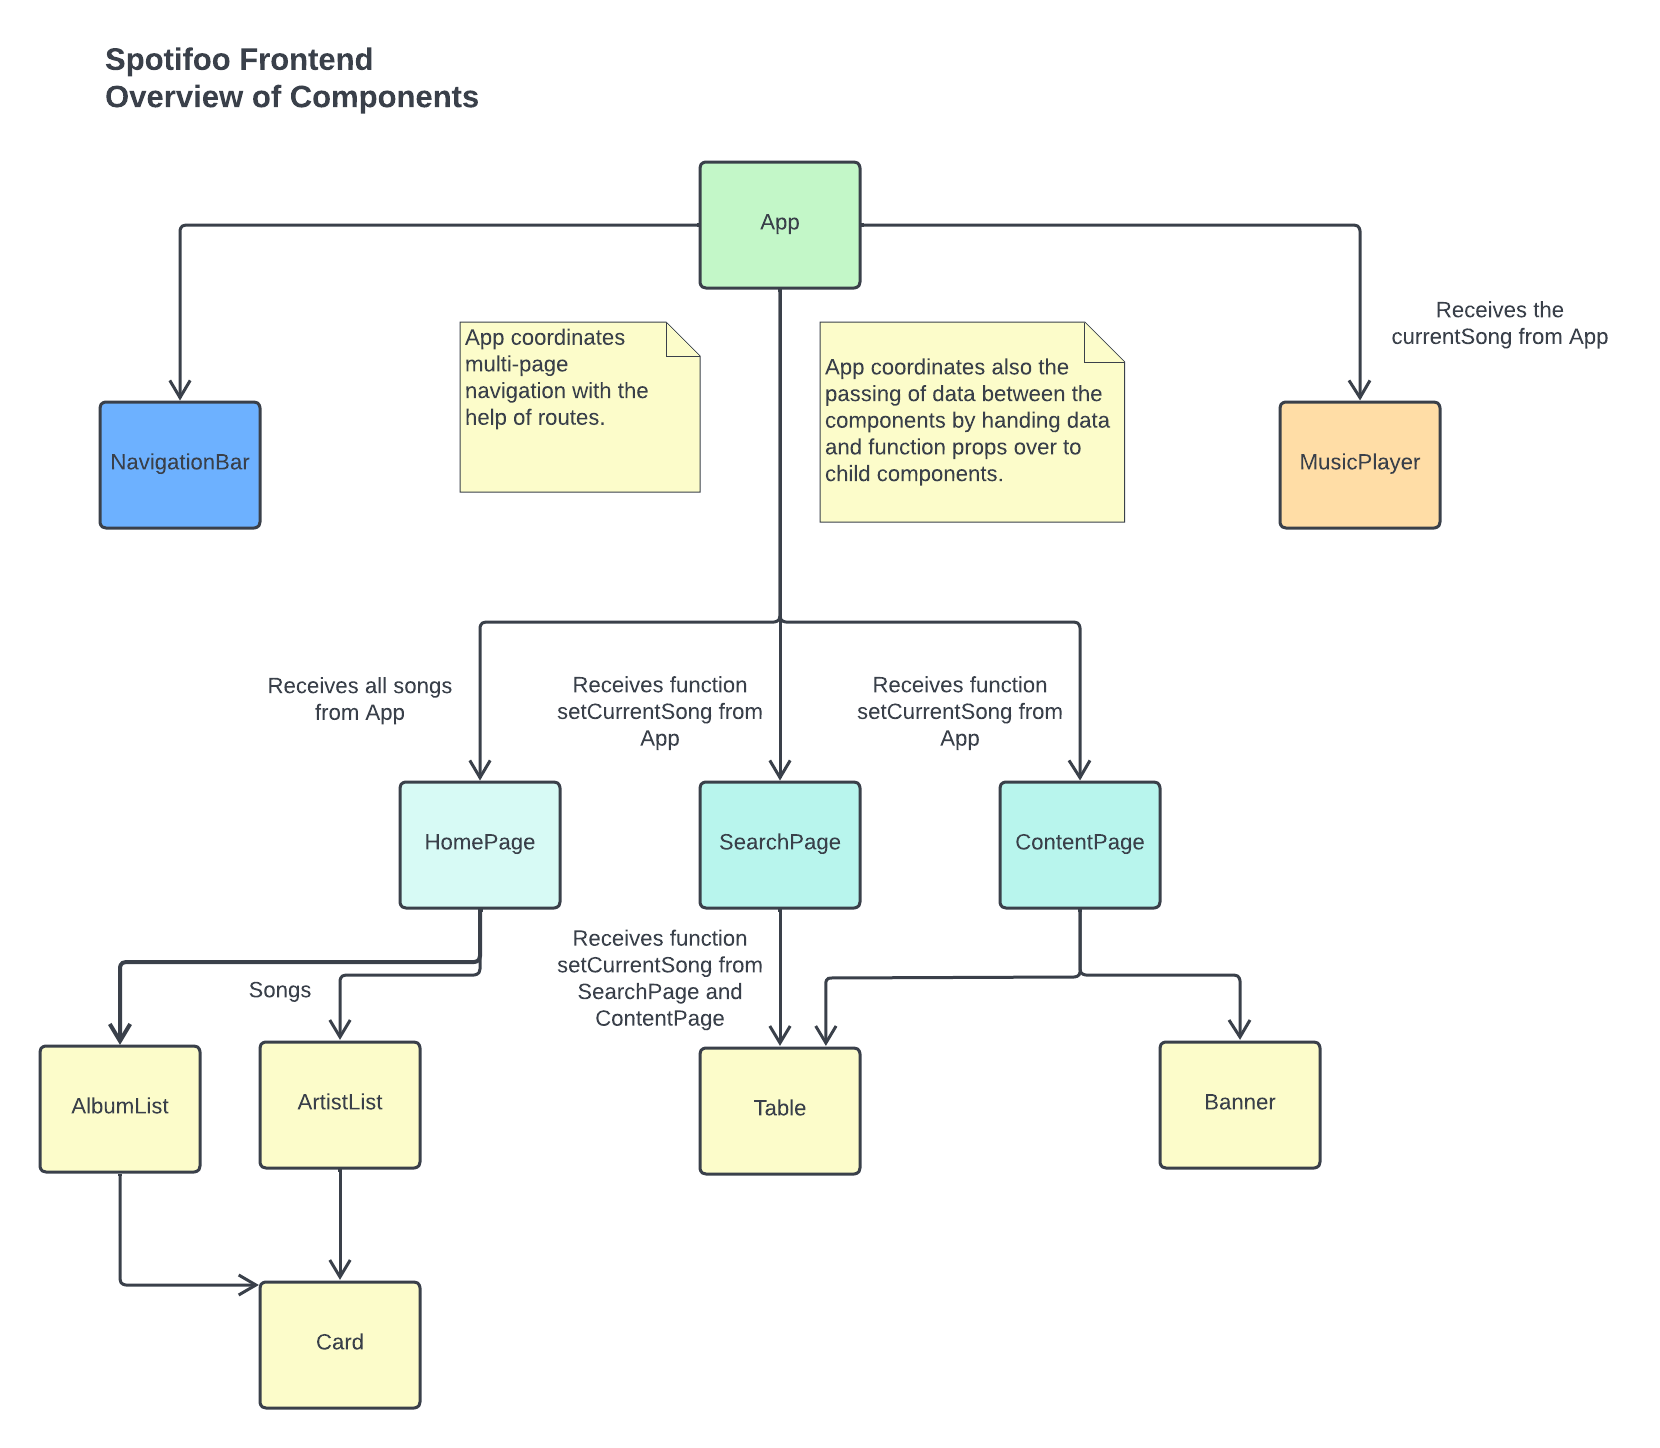 Spotifoo Frontend
Overview of Components
App
Receives the
currentSong from App
App coordinates
multi-page
navigation with the
help of routes.
App coordinates also the
passing of data between the
components by handing data
and function props over to
child components.
NavigationBar
MusicPlayer
Receives all songs
from App
Receives function
setCurrentSong from
App
Receives function
setCurrentSong from
App
HomePage
SearchPage
ContentPage
Songs
Receives function
setCurrentSong from
SearchPage and
ContentPage
AlbumList
ArtistList
Table
Banner
Card